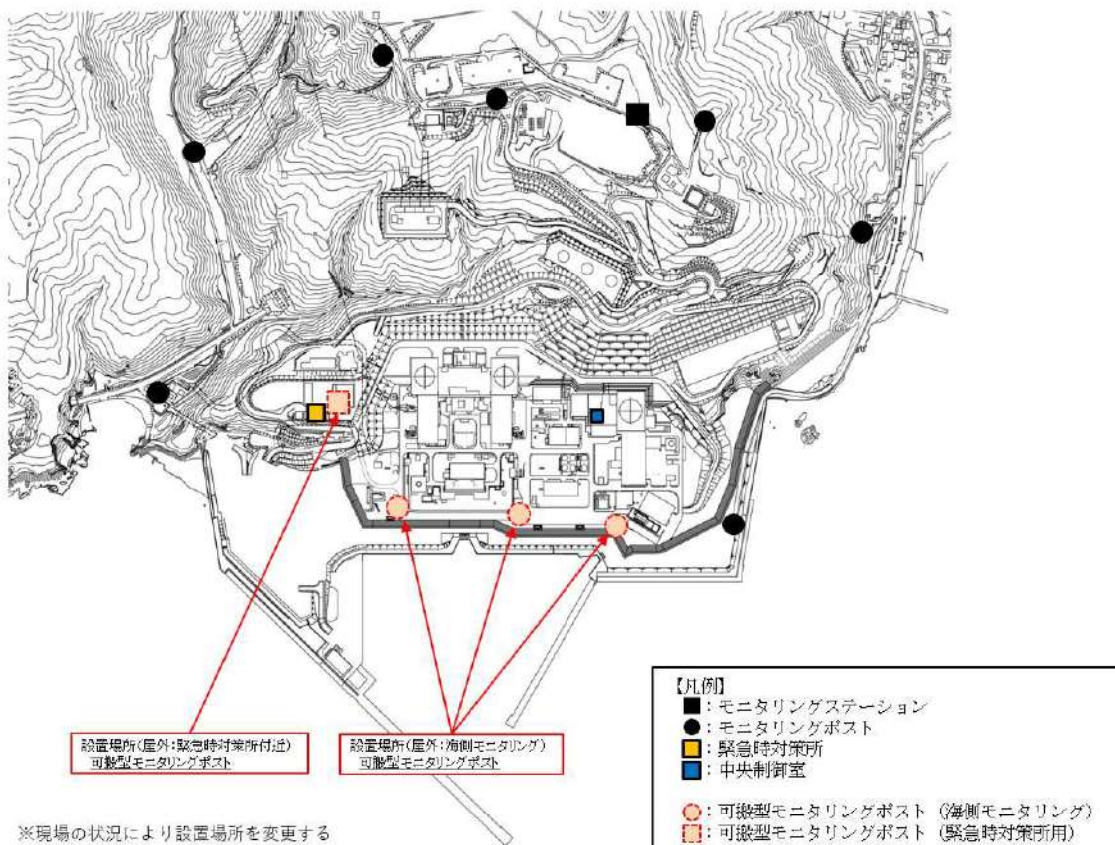 設置場所(屋外:緊急時対策所付近)
可搬型モニタリングポスト
設置場所(屋外:海側モニタリング)
可搬型モニタリングポスト
※現場の状況により設置場所を変更する
【凡例】
■:モニタリングステーション
●:モニタリングポスト
:緊急時対策所
:中央制御室
:可搬型モニタリングポスト(海側モニタリング)
:可搬型モニタリングポスト(緊急時対策所用)